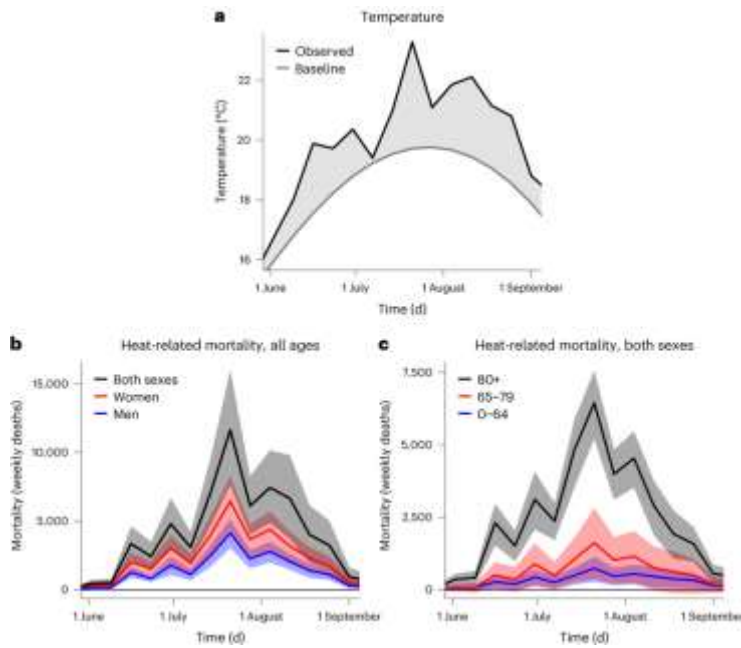 a Temperature
Observed
Baseline
22
20
18
16
Temperature (°C)
1 June 1 July 1 August 1 September
Time (d)
b Heat-related mortality, all ages
Both sexes
Women
Men
15,000
10,000
5,000
0
Mortality (weekly deaths)
1 June 1 July 1 August 1 September
Time (d)
c Heat-related mortality, both sexes
80+
65–79
0–64
7,500
5,000
2,500
0
Mortality (weekly deaths)
1 June 1 July 1 August 1 September
Time (d)